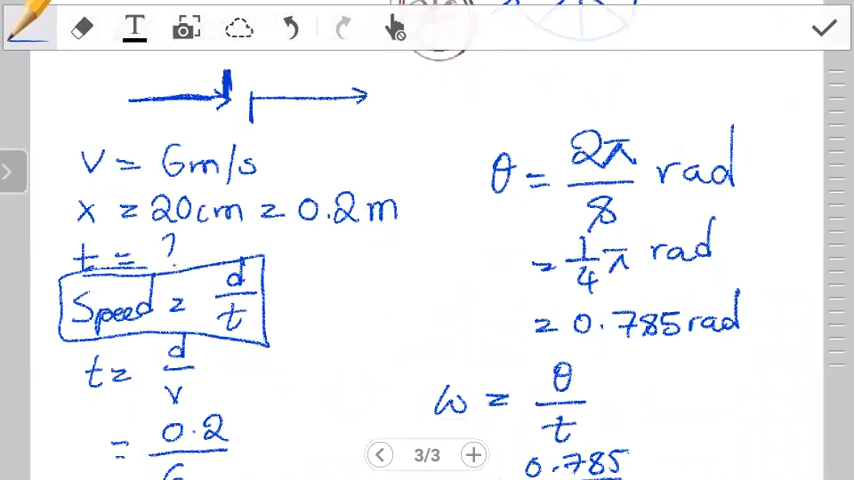 T
V = 6m/s
x = 20cm = 0.2m
t = ?
Speed = d/t
t = d/v
= 0.2/6
θ = 2π/8 rad
= 1/4 π rad
= 0.785 rad
ω = θ/t
0.785
3/3